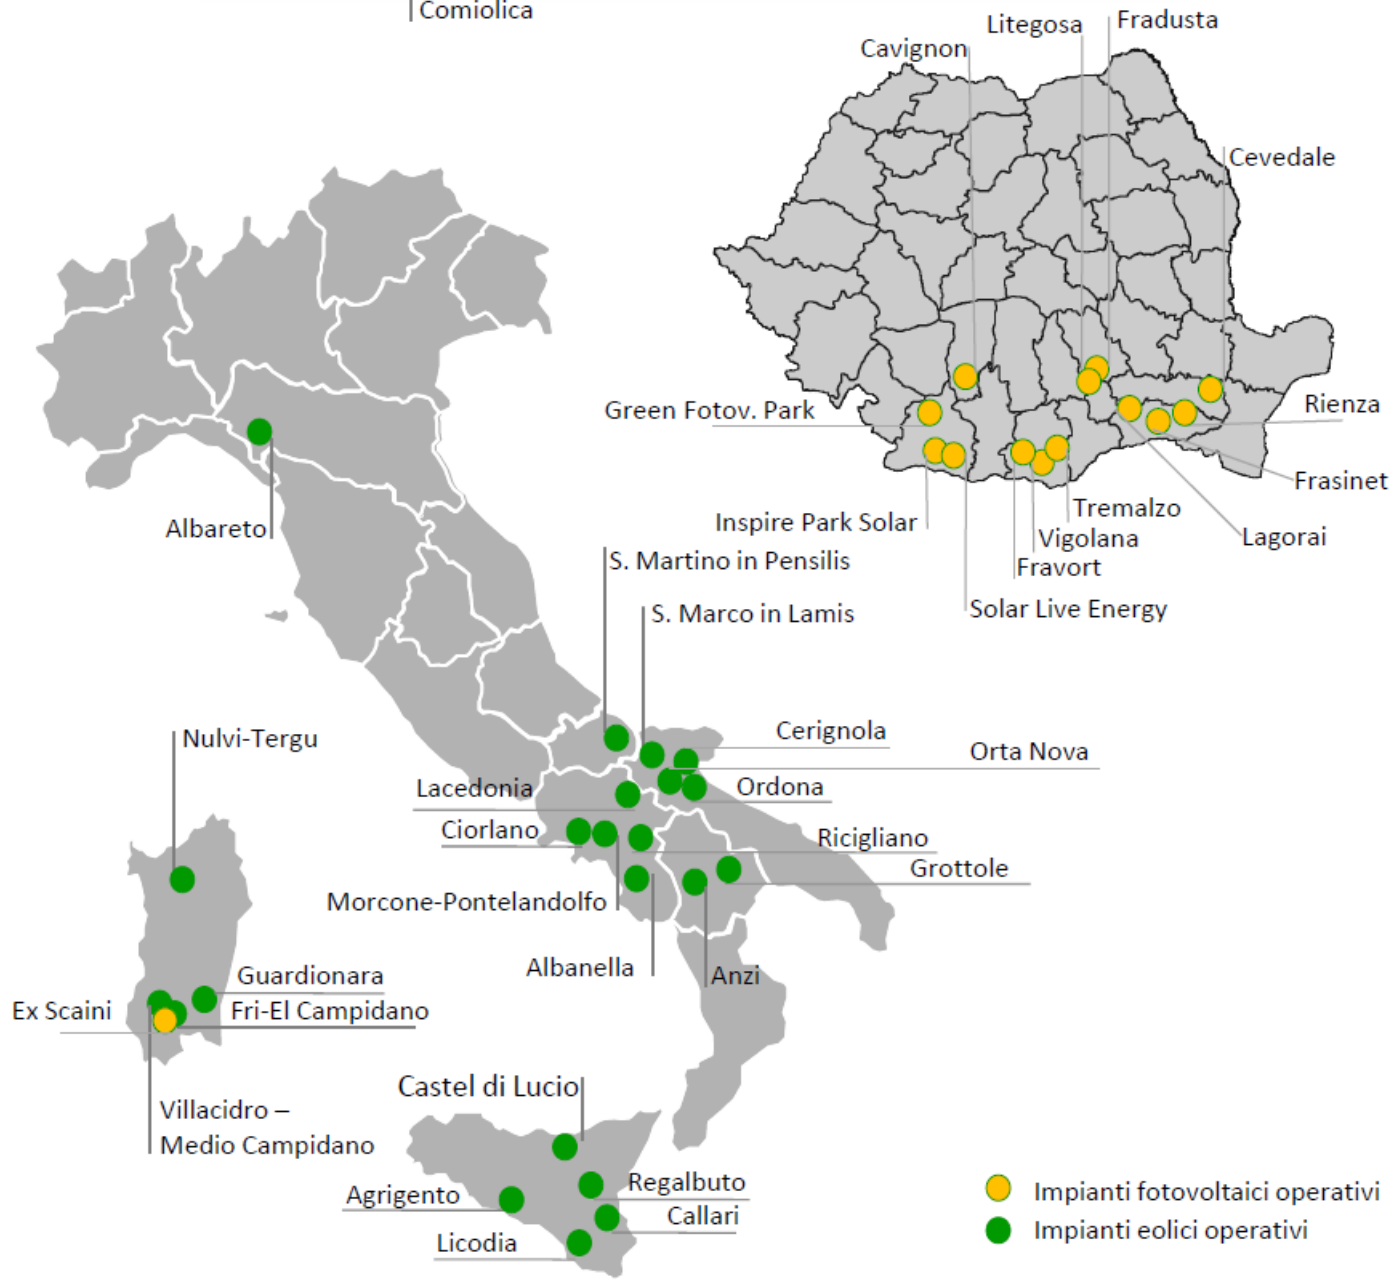 Comiolica
Litegosa
Fradusta
Cavignon
Cevedale
Green Fotov. Park
Rienza
Frasinet
Inspire Park Solar
Tremalzo
Vigolana
Lagorai
Fravort
Solar Live Energy
Albareto
S. Martino in Pensilis
S. Marco in Lamis
Nulvi-Tergu
Cerignola
Orta Nova
Lacedonia
Ordona
Ciorlano
Ricigliano
Grottole
Morcone-Pontelandolfo
Albanella
Anzi
Guardionara
Ex Scaini
Fri-El Campidano
Villacidro –
Medio Campidano
Castel di Lucio
Agrigento
Regalbuto
Callari
Licodia
Impianti fotovoltaici operativi
Impianti eolici operativi